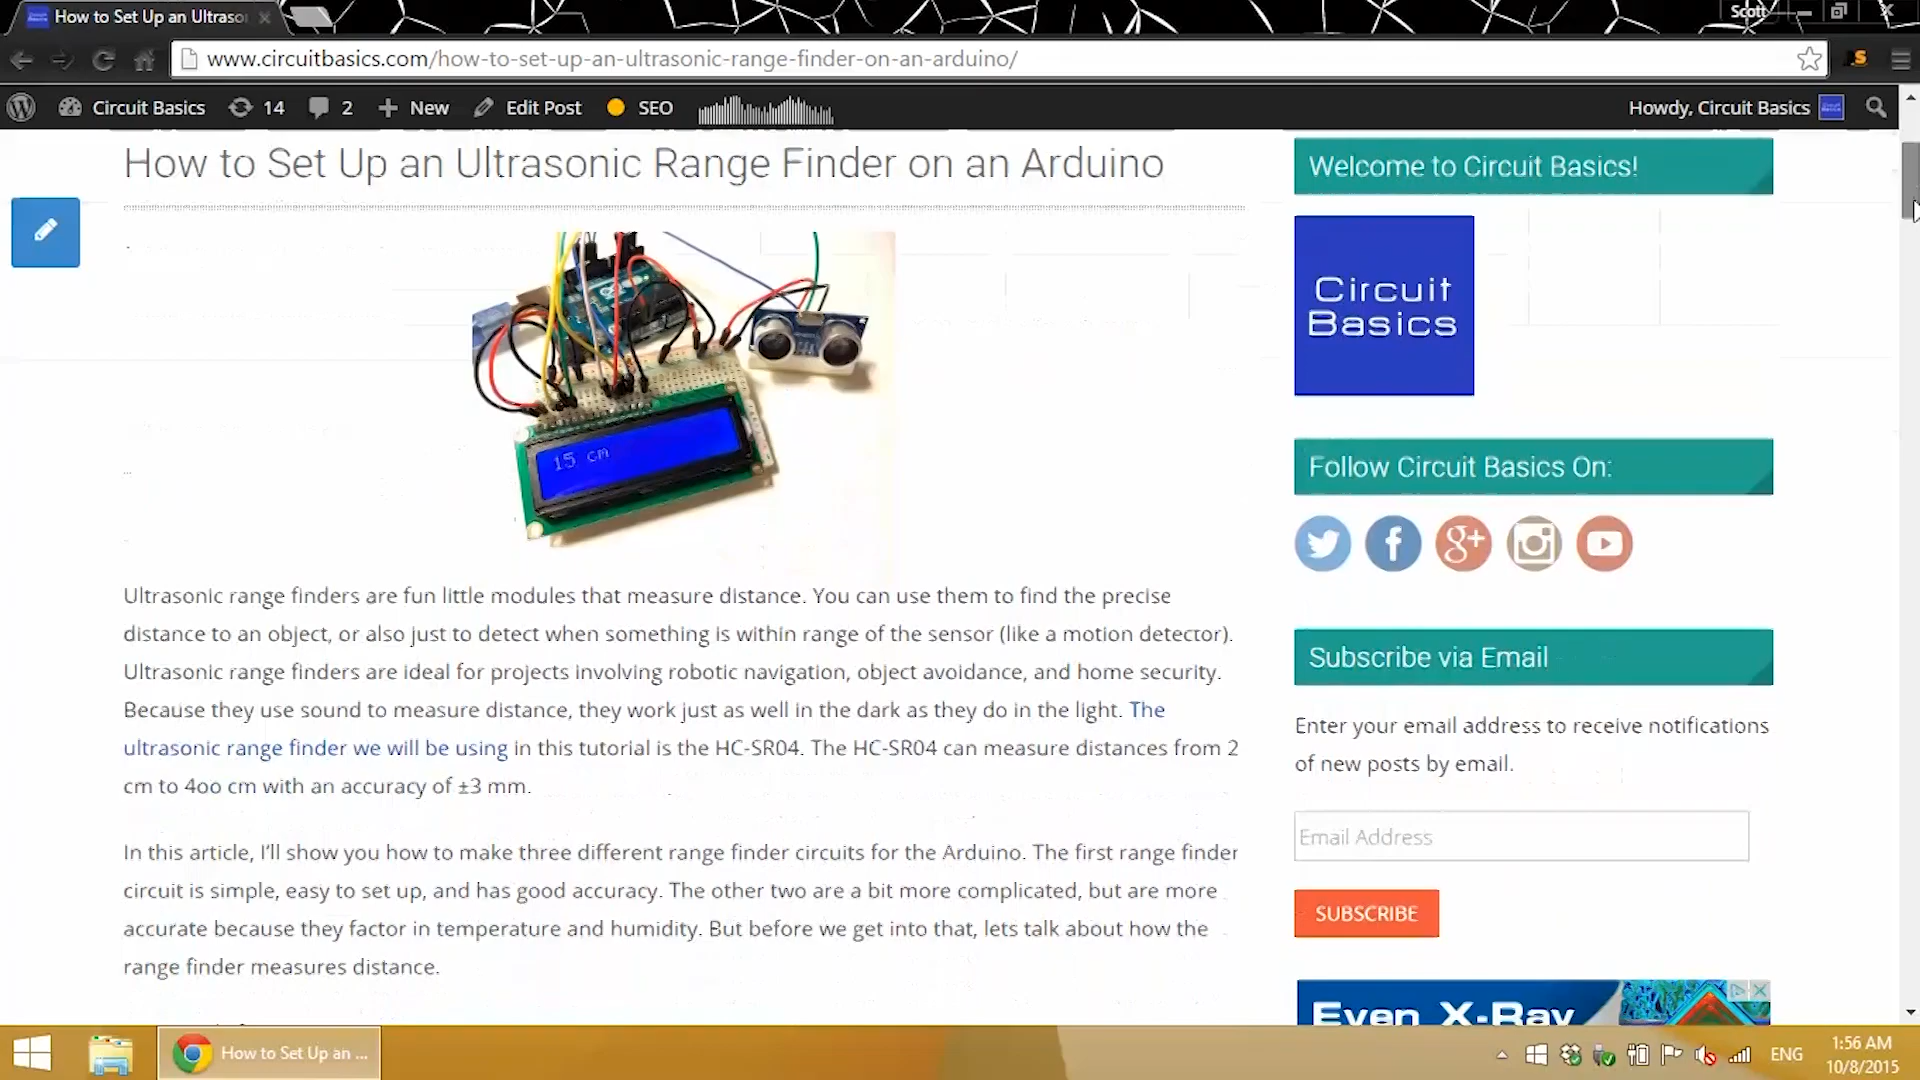 How to Set Up an Ultraso
Scott
www.circuitbasics.com/how-to-set-up-an-ultrasonic-range-finder-on-an-arduino/
Circuit Basics 14 2 New Edit Post SEO Howdy, Circuit Basics
How to Set Up an Ultrasonic Range Finder on an Arduino
15 cm
Ultrasonic range finders are fun little modules that measure distance. You can use them to find the precise
distance to an object, or also just to detect when something is within range of the sensor (like a motion detector).
Ultrasonic range finders are ideal for projects involving robotic navigation, object avoidance, and home security.
Because they use sound to measure distance, they work just as well in the dark as they do in the light. The
ultrasonic range finder we will be using in this tutorial is the HC-SR04. The HC-SR04 can measure distances from 2
cm to 4oo cm with an accuracy of ±3 mm.
In this article, I’ll show you how to make three different range finder circuits for the Arduino. The first range finder
circuit is simple, easy to set up, and has good accuracy. The other two are a bit more complicated, but are more
accurate because they factor in temperature and humidity. But before we get into that, lets talk about how the
range finder measures distance.
Welcome to Circuit Basics!
Circuit
Basics
Follow Circuit Basics On:
Subscribe via Email
Enter your email address to receive notifications
of new posts by email.
Email Address
SUBSCRIBE
Even X-Ray
How to Set Up an ...
ENG
1:56 AM
10/8/2015